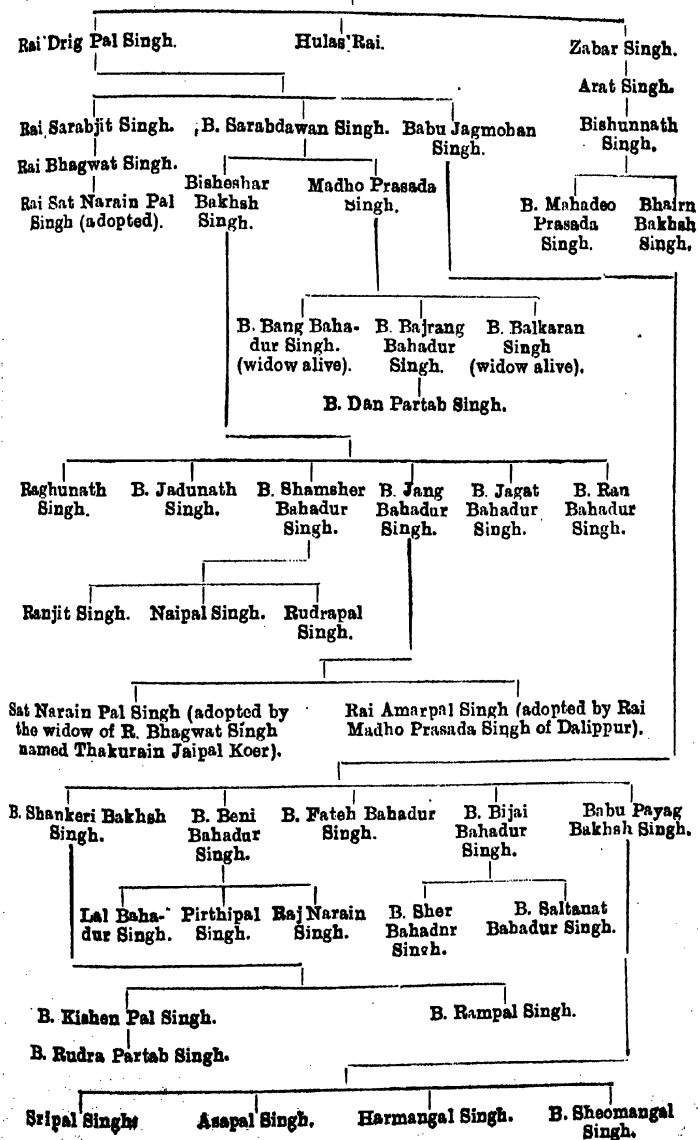 Rai Drig Pal Singh. Hulas Rai. Zabar Singh.
Arat Singh.
Rai Sarabjit Singh. B. Sarabdawan Singh. Babu Jagmohan Singh. Bishunnath Singh.
Rai Bhagwat Singh.
Rai Sat Narain Pal Singh (adopted).
Bisheshar Bakhsh Singh.
Madho Prasada Singh.
B. Mahadeo Prasada Singh.
Bhairn Bakhsh Singh.
B. Bang Baha-
dur Singh.
(widow alive).
B. Bajrang
Bahadur
Singh.
B. Balkaran
Singh
(widow alive).
B. Dan Partab Singh.
Raghunath
Singh.
B. Jadunath
Singh.
B. Shamsher
Bahadur
Singh.
B. Jang
Bahadur
Singh.
B. Jagat
Bahadur
Singh.
B. Ran
Bahadur
Singh.
Ranjit Singh. Naipal Singh. Rudrapal
Singh.
Sat Narain Pal Singh (adopted by
the widow of R. Bhagwat Singh
named Thakurain Jaipal Koer).
Rai Amarpal Singh (adopted by Rai
Madho Prasada Singh of Dalippur).
B. Shankeri Bakhsh
Singh.
B. Beni
Bahadur
Singh.
B. Fateh Bahadur
Singh.
B. Bijai
Bahadur
Singh.
Babu Payag
Bakhsh Singh.
Lal Baha-
dur Singh.
Pirthipal
Singh.
Raj Narain
Singh.
B. Sher
Bahadnr
Singh.
B. Saltanat
Bahadur Singh.
B. Kishen Pal Singh. B. Rampal Singh.
B. Rudra Partab Singh.
Sripal Singh. Asapal Singh. Harmangal Singh. B. Sheomangal
Singh.